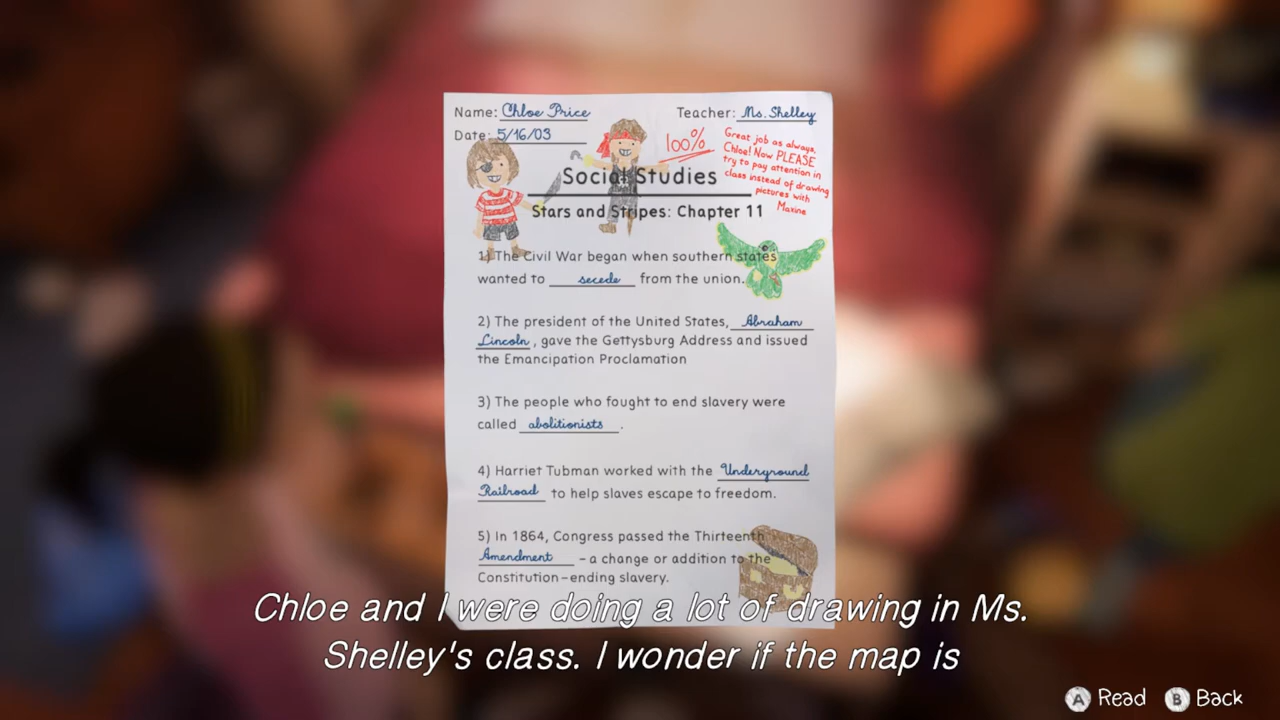 Name: Chloe Price
Teacher: Ms. Shelley
Date: 5/16/03
100%
Great job as always,
Chloe! Now PLEASE
try to pay attention in
class instead of drawing
pictures with
Maxine
Social Studies
Stars and Stripes: Chapter 11
1) The Civil War began when southern states
wanted to secede from the union.
2) The president of the United States, Abraham
Lincoln, gave the Gettysburg Address and issued
the Emancipation Proclamation
3) The people who fought to end slavery were
called abolitionists.
4) Harriet Tubman worked with the Underground
Railroad to help slaves escape to freedom.
5) In 1864, Congress passed the Thirteenth
Amendment - a change or addition to the
Constitution-ending slavery.
Chloe and I were doing a lot of drawing in Ms.
Shelley's class. I wonder if the map is
A Read B Back